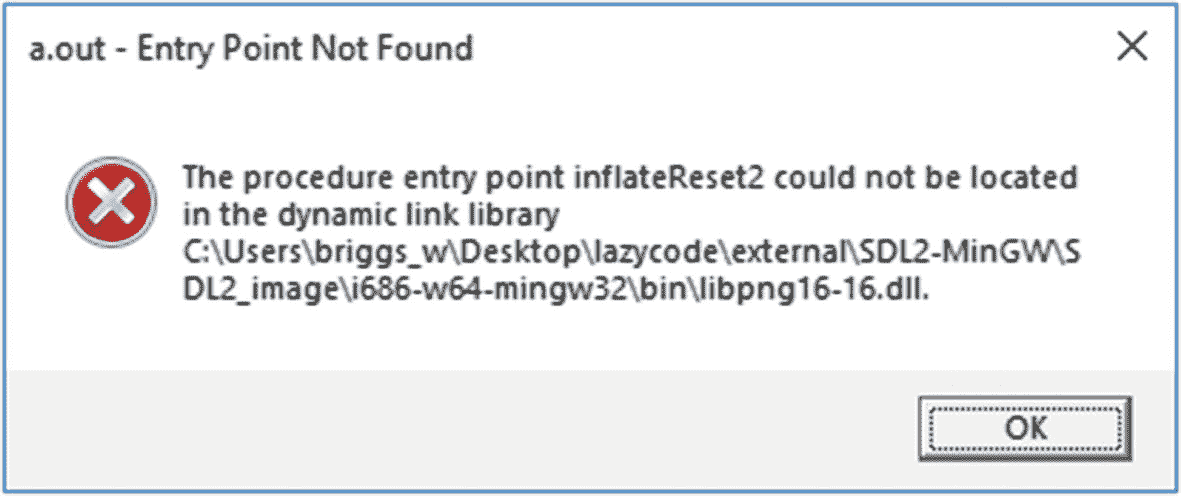 a.out - Entry Point Not Found
The procedure entry point inflateReset2 could not be located
in the dynamic link library
C:\Users\briggs_w\Desktop\lazycode\external\SDL2-MinGW\S
DL2_image\i686-w64-mingw32\bin\libpng16-16.dll.
OK